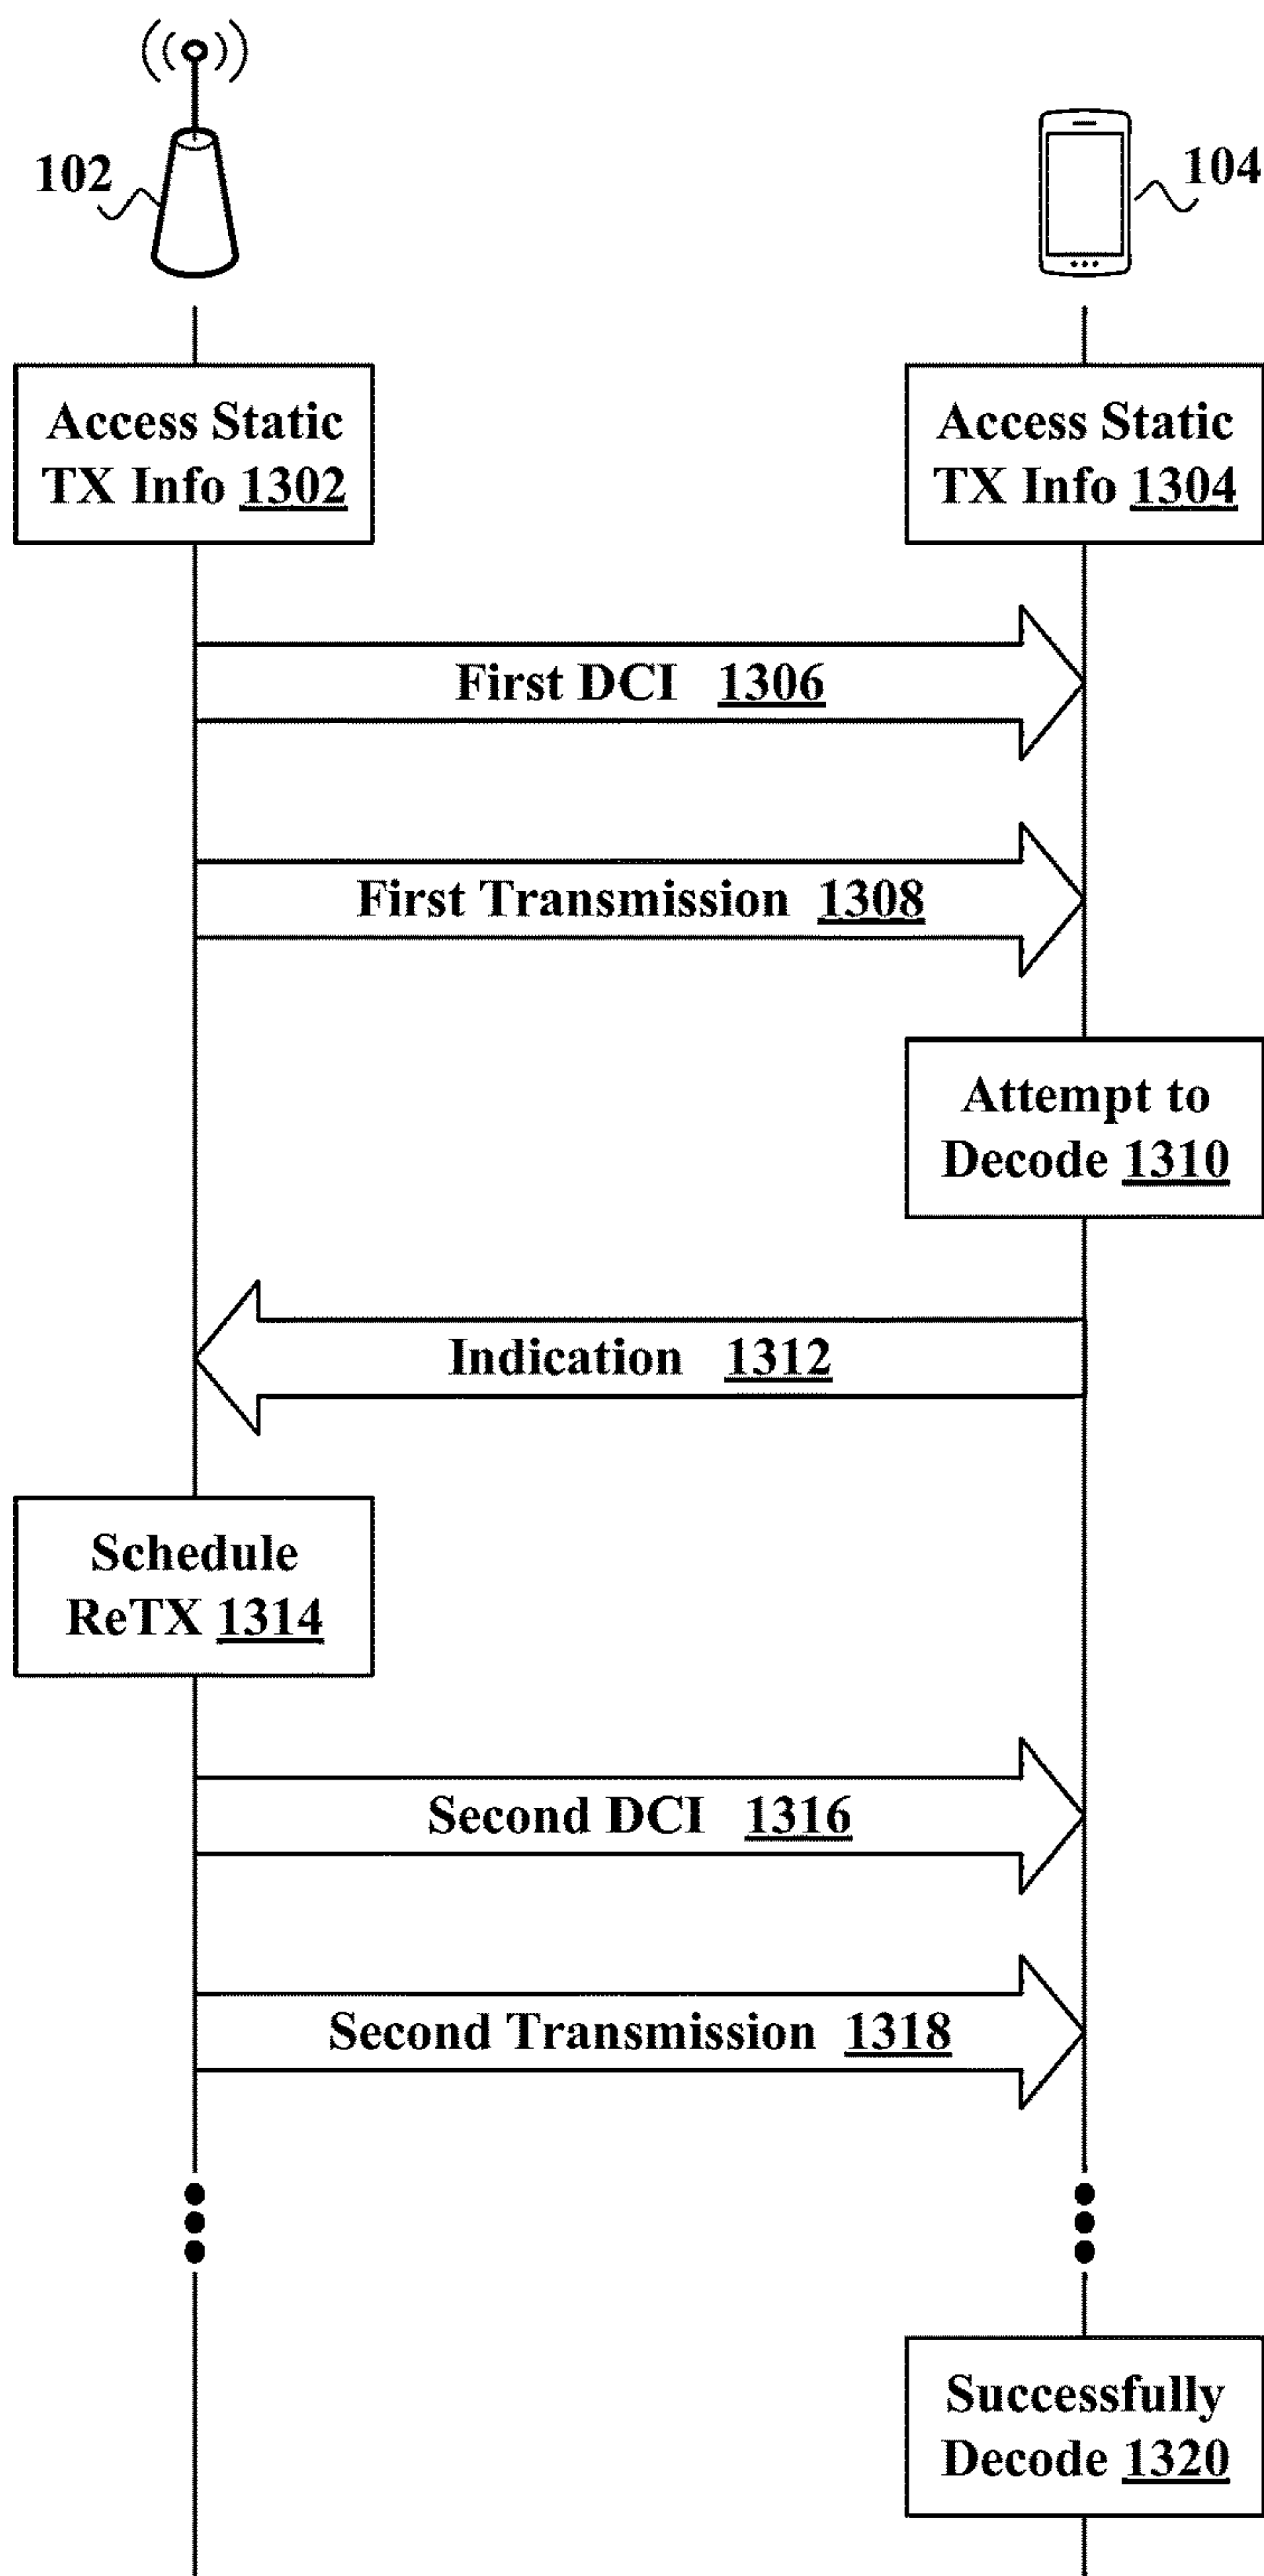 102
104
Access Static
TX Info 1302
Access Static
TX Info 1304
First DCI 1306
First Transmission 1308
Attempt to
Decode 1310
Indication 1312
Schedule
ReTX 1314
Second DCI 1316
Second Transmission 1318
Successfully
Decode 1320